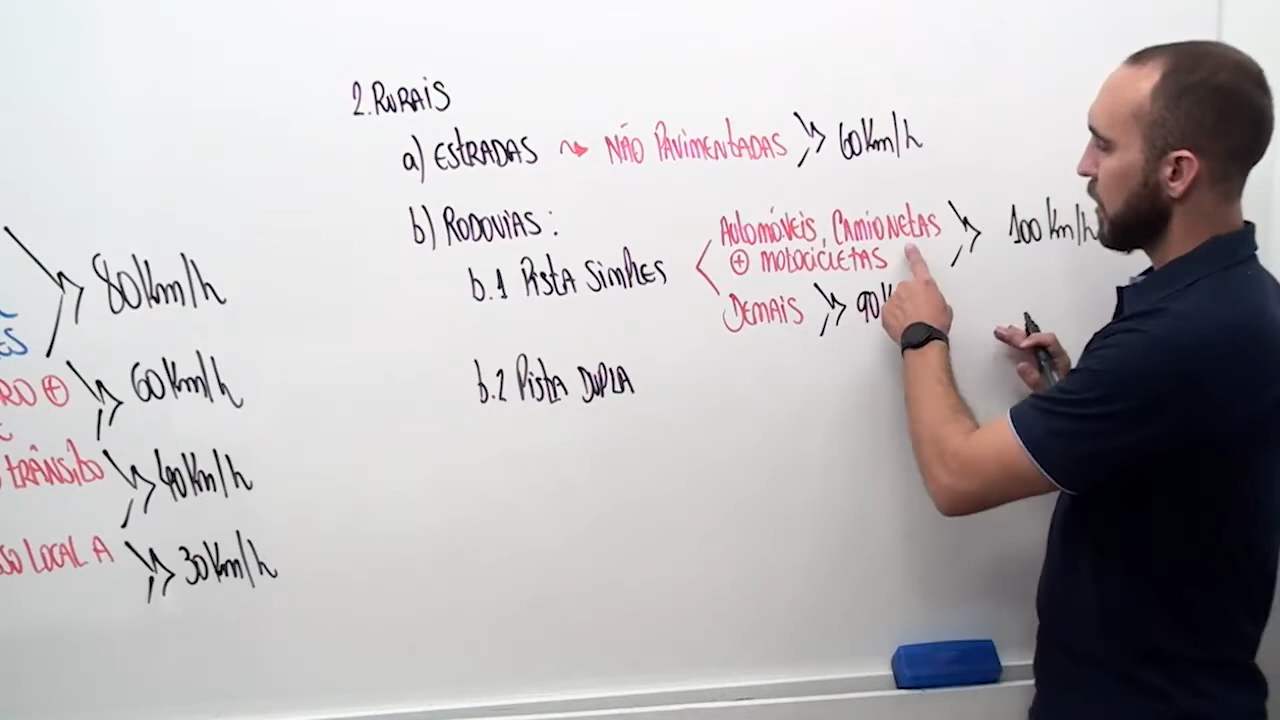 2. RURAIS
a) ESTRADAS NÃO PAVIMENTADAS 60 Km/h
b) RODOVIAS:
b.1 PISTA SIMPLES
AUTOMÓVEIS, CAMIONETAS 100 Km/h
⊕ MOTOCICLETAS
DEMAIS 90
b.2 PISTA DUPLA
80 Km/h
60 Km/h
TRÂNSITO 40 Km/h
LOCAL A 30 Km/h